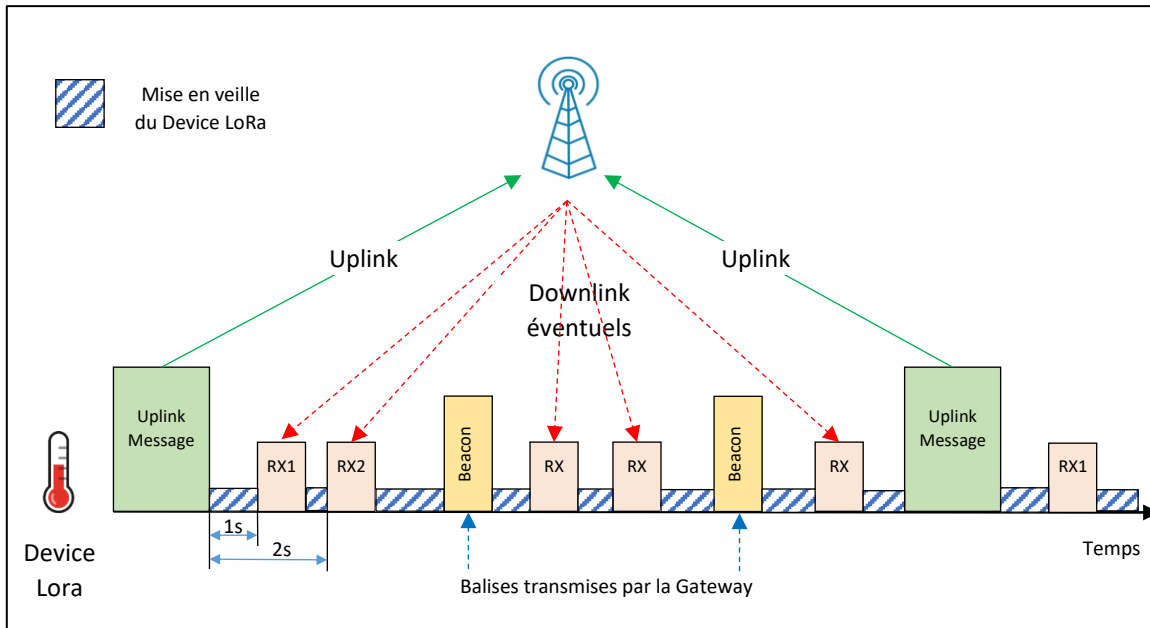 Mise en veille
du Device LoRa
Uplink
Uplink
Downlink
éventuels
Uplink
Message
RX1
RX2
Beacon
RX
RX
Beacon
RX
Uplink
Message
RX1
1s
2s
Device
Lora
Temps
Balises transmises par la Gateway